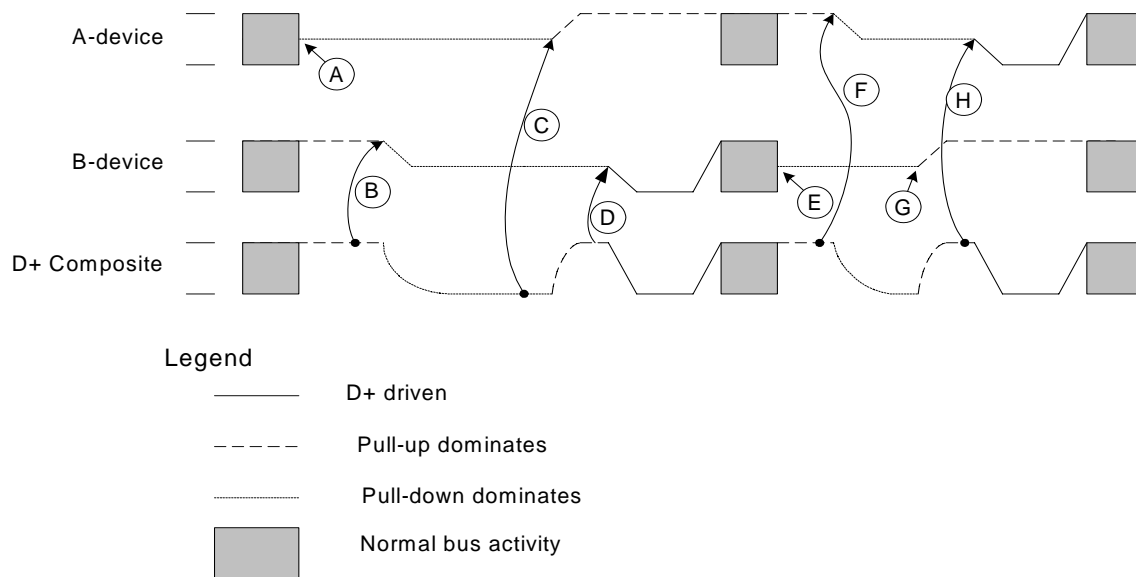 A-device
A
C
F
H
B-device
B
D
E
G
D+ Composite
Legend
D+ driven
Pull-up dominates
Pull-down dominates
Normal bus activity